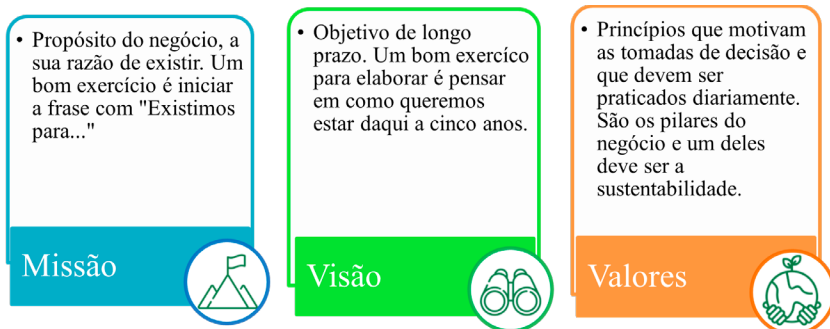 • Propósito do negócio, a
sua razão de existir. Um
bom exercício é iniciar
a frase com "Existimos
para..."
Missão
• Objetivo de longo
prazo. Um bom exercíco
para elaborar é pensar
em como queremos
estar daqui a cinco anos.
Visão
• Princípios que motivam
as tomadas de decisão e
que devem ser
praticados diariamente.
São os pilares do
negócio e um deles
deve ser a
sustentabilidade.
Valores